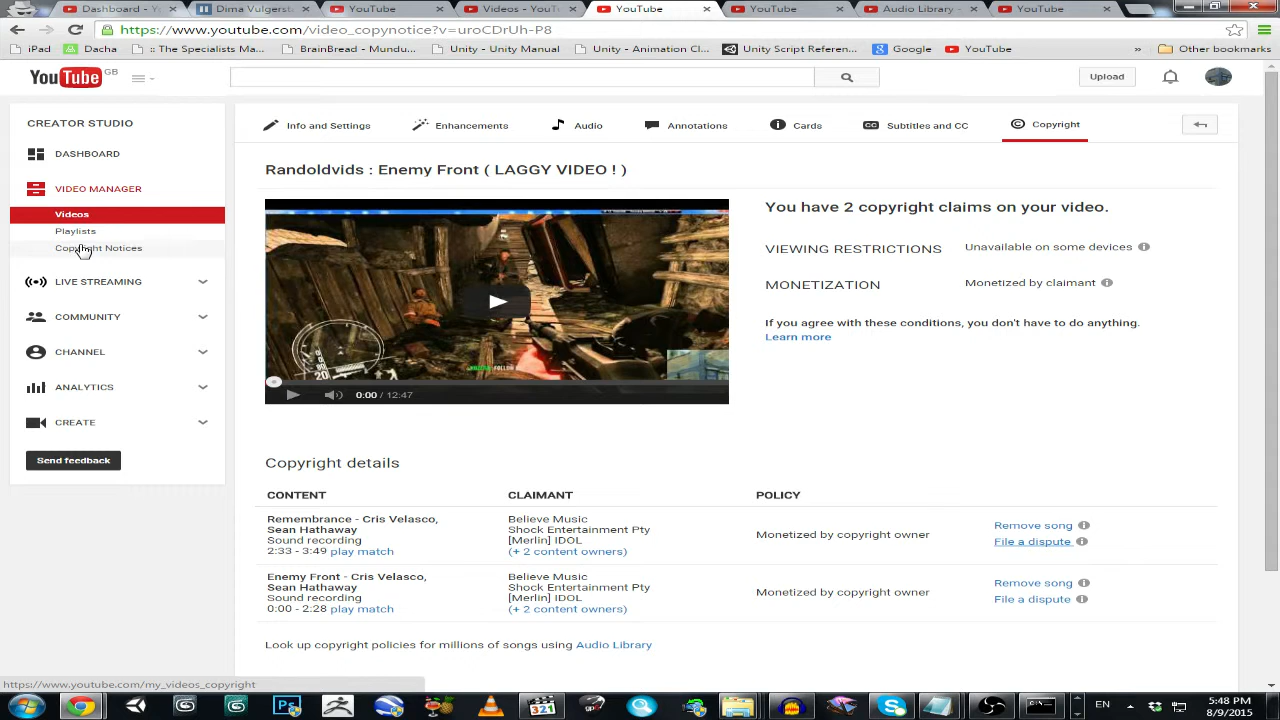 Dashboard - Y
Dima Vulgerst
YouTube
Videos - YouT
YouTube
YouTube
Audio Library -
YouTube
https://www.youtube.com/video_copynotice?v=uroCDrUh-P8
iPad
Dacha
:: The Specialists Ma...
BrainBread - Moundb...
Unity - Animation Cl...
UnityScript Referenc...
Google
YouTube
»
Other bookmarks
YouTube GB
Upload
CREATOR STUDIO
DASHBOARD
VIDEO MANAGER
Videos
Playlists
Copyright Notices
LIVE STREAMING
COMMUNITY
CHANNEL
ANALYTICS
CREATE
Send feedback
Info and Settings
Enhancements
Audio
Annotations
Cards
CC Subtitles and CC
Copyright
Randoldvids : Enemy Front ( LAGGY VIDEO ! )
20
0:00 / 12:47
You have 2 copyright claims on your video.
VIEWING RESTRICTIONS Unavailable on some devices
MONETIZATION Monetized by claimant
If you agree with these conditions, you don't have to do anything.
Learn more
Copyright details
CONTENT CLAIMANT POLICY
Remembrance - Cris Velasco,
Sean Hathaway
Sound recording
2:33 - 3:49 play match
Believe Music
Shock Entertainment Pty
[Merlin] IDOL
(+ 2 content owners)
Monetized by copyright owner
Remove song
File a dispute
Enemy Front - Cris Velasco,
Sean Hathaway
Sound recording
0:00 - 2:28 play match
Believe Music
Shock Entertainment Pty
[Merlin] IDOL
(+ 2 content owners)
Monetized by copyright owner
Remove song
File a dispute
Look up copyright policies for millions of songs using Audio Library
https://www.youtube.com/my_videos_copyright
Ps
321
EN
5:48 PM
8/9/2015